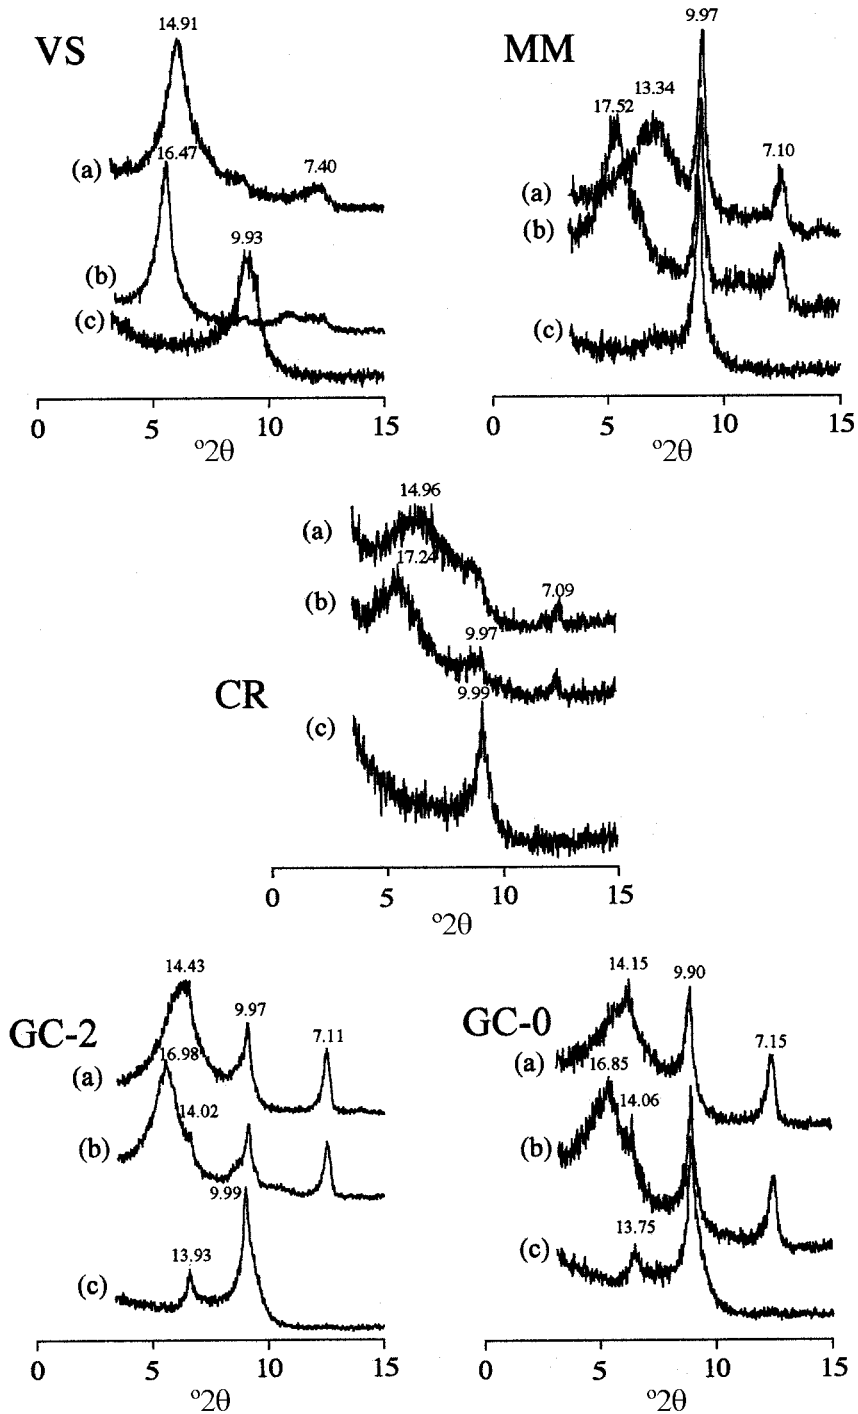 VS
14.91
(a)
16.47
7.40
(b)
9.93
(c)
0 5 10 15
°2θ
MM
9.97
13.34
17.52
7.10
(a)
(b)
(c)
0 5 10 15
°2θ
CR
14.96
(a)
17.24
(b)
7.09
9.97
9.99
(c)
0 5 10 15
°2θ
GC-2
14.43
9.97
7.11
(a)
16.98
14.02
(b)
9.99
13.93
(c)
0 5 10 15
°2θ
GC-0
14.15
9.90
7.15
(a)
16.85
14.06
(b)
13.75
(c)
0 5 10 15
°2θ